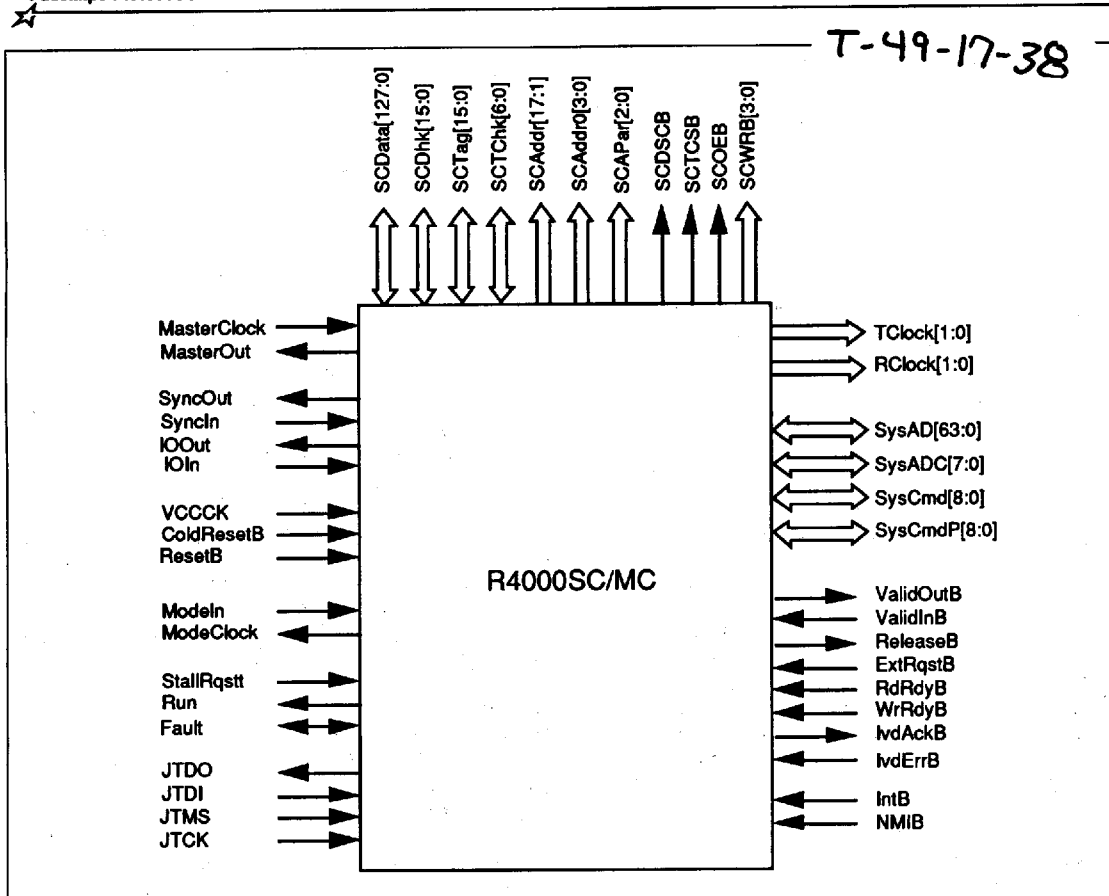 T-49-17-38
SCData[127:0]
SCDhk[15:0]
SCTag[15:0]
SCTChk[6:0]
SCAddr[17:1]
SCAddr0[3:0]
SCAPar[2:0]
SCDSCB
SCTCSB
SCOEB
SCWRB[3:0]
MasterClock
MasterOut
SyncOut
SyncIn
IOOut
IOIn
VCCCK
ColdResetB
ResetB
ModeIn
ModeClock
StallRqstt
Run
Fault
JTDO
JTDI
JTMS
JTCK
R4000SC/MC
TClock[1:0]
RClock[1:0]
SysAD[63:0]
SysADC[7:0]
SysCmd[8:0]
SysCmdP[8:0]
ValidOutB
ValidInB
ReleaseB
ExtRqstB
RdRdyB
WrRdyB
IvdAckB
IvdErrB
IntB
NMIB